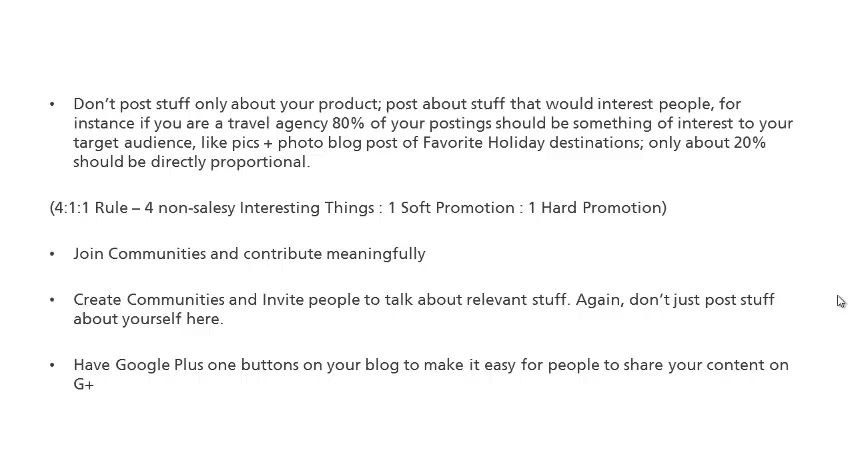 • Don't post stuff only about your product; post about stuff that would interest people, for
instance if you are a travel agency 80% of your postings should be something of interest to your
target audience, like pics + photo blog post of Favorite Holiday destinations; only about 20%
should be directly proportional.
(4:1:1 Rule – 4 non-salesy Interesting Things : 1 Soft Promotion : 1 Hard Promotion)
• Join Communities and contribute meaningfully
• Create Communities and Invite people to talk about relevant stuff. Again, don't just post stuff
about yourself here.
• Have Google Plus one buttons on your blog to make it easy for people to share your content on
G+